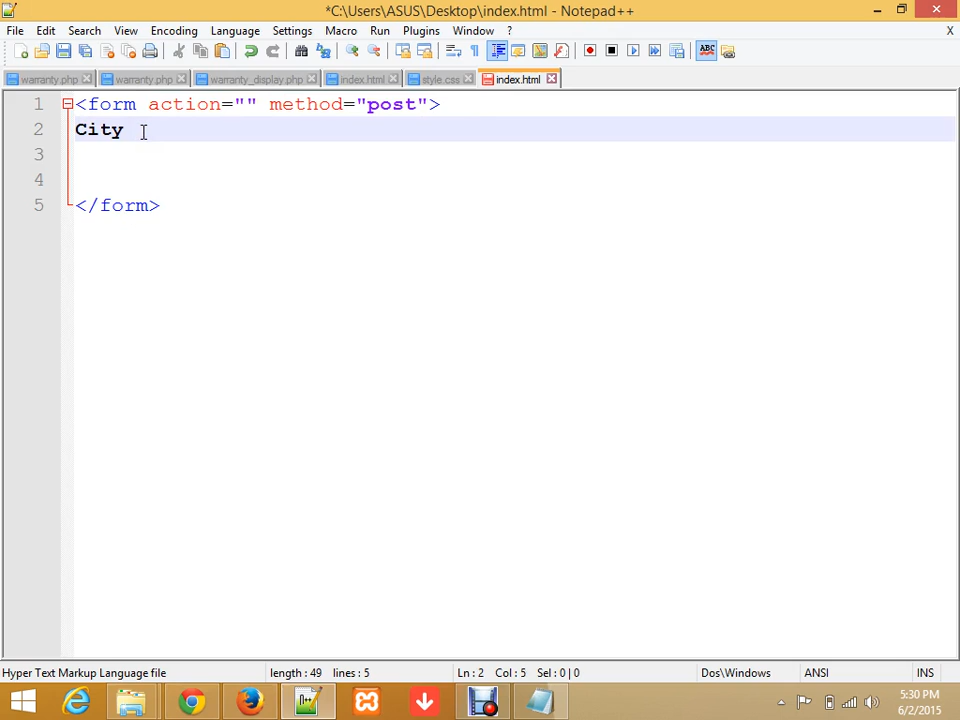 *C:\Users\ASUS\Desktop\index.html - Notepad++
File Edit Search View Encoding Language Settings Macro Run Plugins Window ? X
warranty.php warranty.php warranty_display.php index.html style.css index.html
1 <form action="" method="post">
2 City
3
4
5 </form>
Hyper Text Markup Language file length : 49 lines : 5 Ln : 2 Col : 5 Sel : 0 | 0 Dos\Windows ANSI INS
5:30 PM
6/2/2015